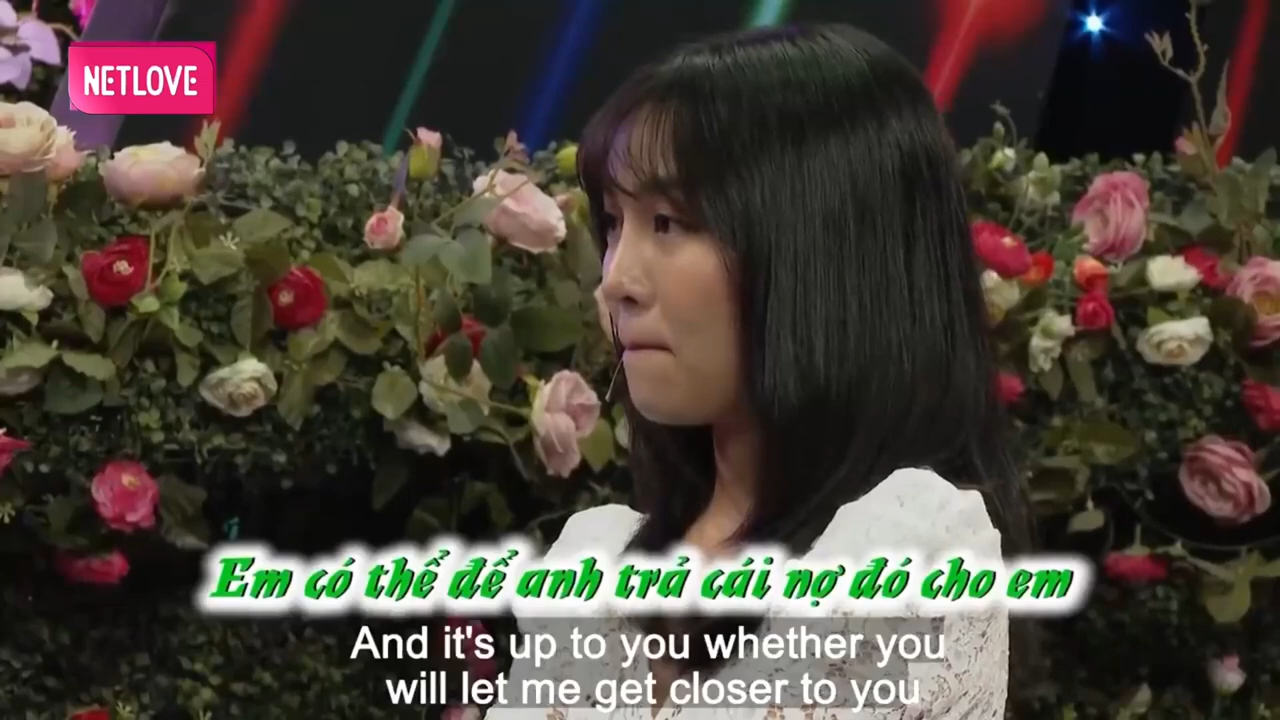 NETLOVE
Em có thể để anh trả cái nợ đó cho em
And it's up to you whether you
will let me get closer to you